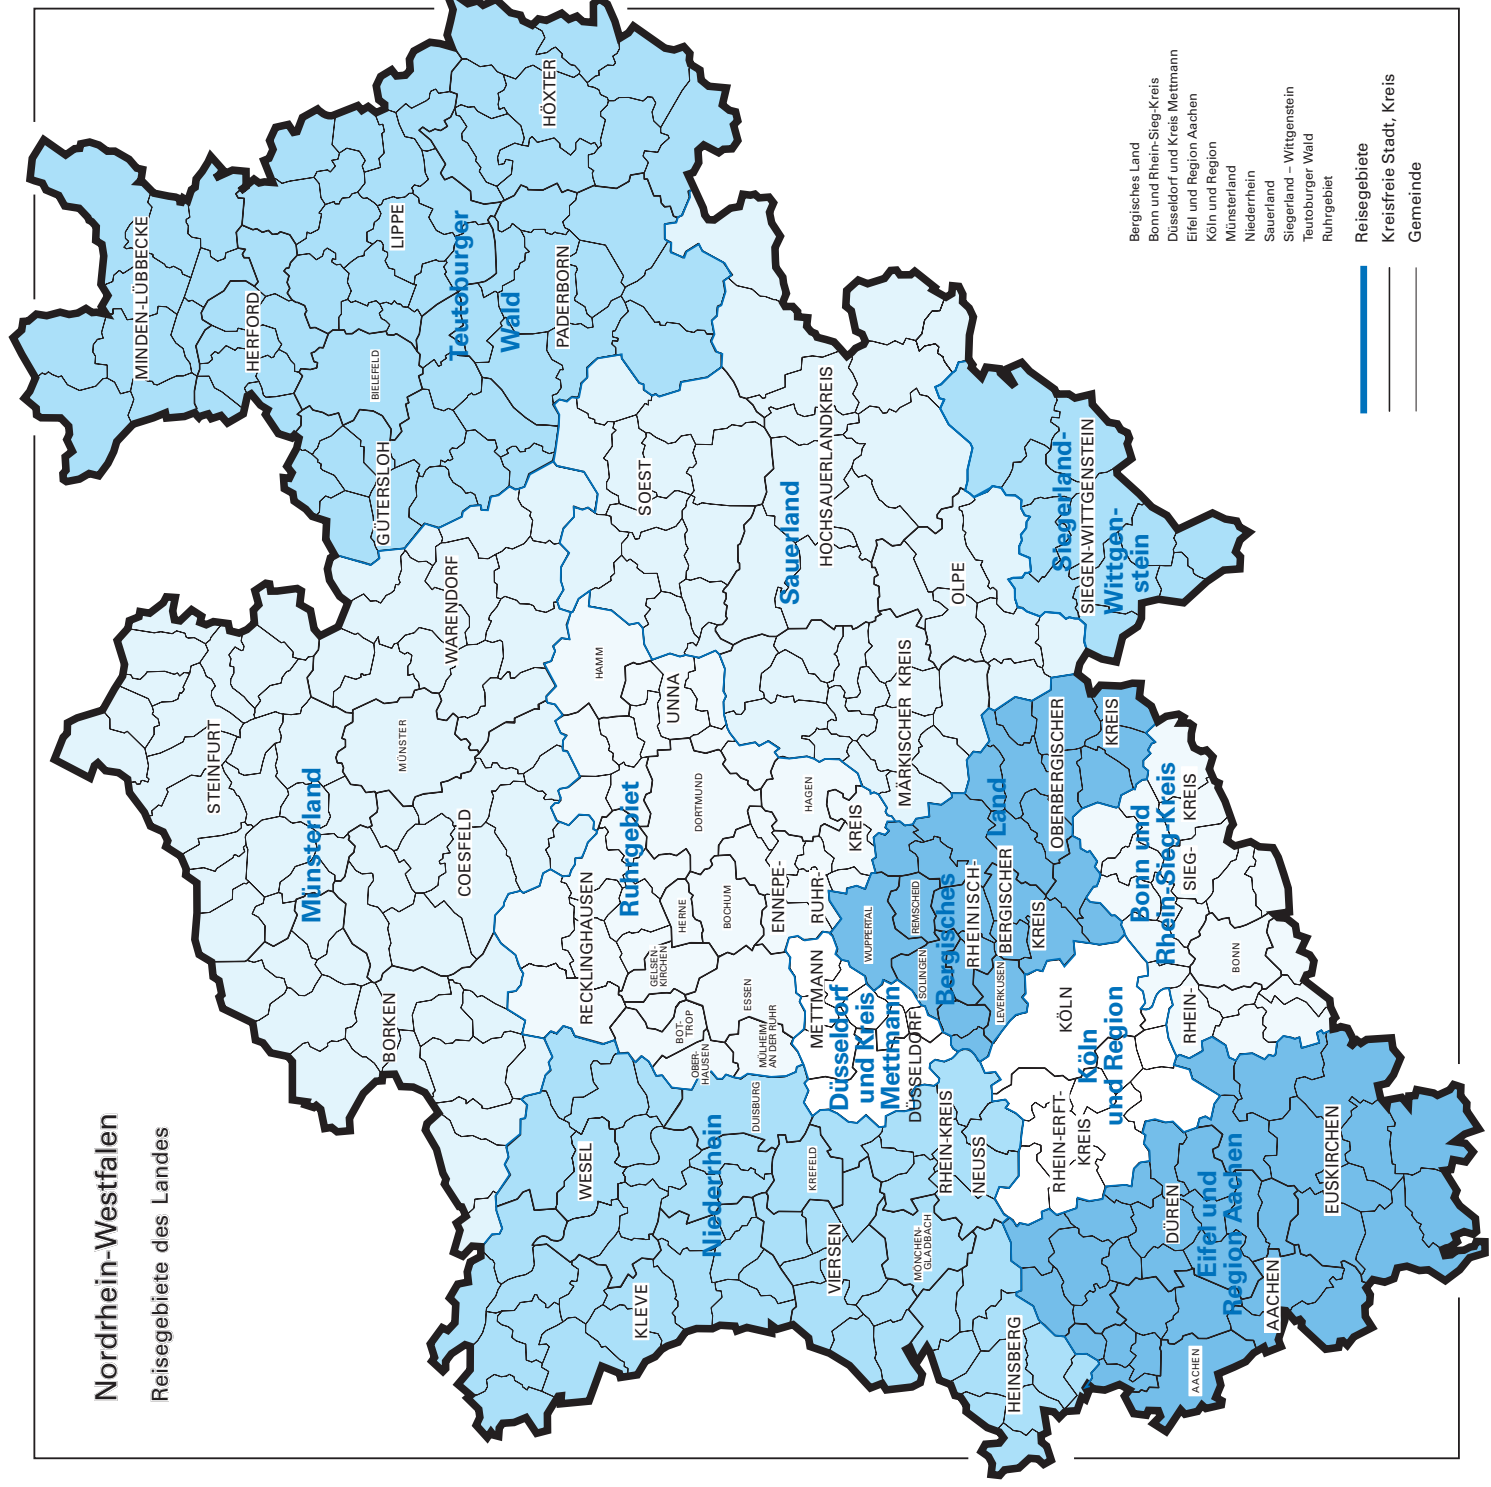 Nordrhein-Westfalen
Reisegebiete des Landes
STEINFURT
Münsterland
MÜNSTER
BORKEN
COESFELD
WARENDORF
MINDEN-LÜBBECKE
HERFORD
BIELEFELD
GÜTERSLOH
LIPPE
Teutoburger
Wald
HÖXTER
PADERBORN
KLEVE
WESEL
Niederrhein
DUISBURG
KREFELD
VIERSEN
MÖNCHEN-
GLADBACH
RHEIN-KREIS
NEUSS
HEINSBERG
RECKLINGHAUSEN
Ruhrgebiet
BOT-
TROP
OBER-
HAUSEN
GELSEN-
KIRCHEN
HERNE
BOCHUM
ESSEN
MÜLHEIM/
AN DER RUHR
DORTMUND
HAMM
UNNA
HAGEN
ENNEPE-
RUHR-
KREIS
SOEST
Sauerland
HOCHSAUERLANDKREIS
MÄRKISCHER KREIS
OLPE
Siegerland-
SIEGEN-WITTGENSTEIN
Wittgen-
stein
METTMANN
Düsseldorf
und Kreis
Mettmann
DÜSSELDORF
WUPPERTAL
REMSCHEID
SOLINGEN
Bergisches
Land
RHEINISCH-
BERGISCHER
KREIS
LEVERKUSEN
OBERBERGISCHER
KREIS
KÖLN
Köln
und Region
RHEIN-ERFT-
KREIS
Bonn und
Rhein-Sieg-Kreis
RHEIN-
SIEG-
KREIS
BONN
DÜREN
Eifel und
Region Aachen
AACHEN
AACHEN
EUSKIRCHEN
Bergisches Land
Bonn und Rhein-Sieg-Kreis
Düsseldorf und Kreis Mettmann
Eifel und Region Aachen
Köln und Region
Münsterland
Niederrhein
Sauerland
Siegerland – Wittgenstein
Teutoburger Wald
Ruhrgebiet
Reisegebiete
Kreisfreie Stadt, Kreis
Gemeinde